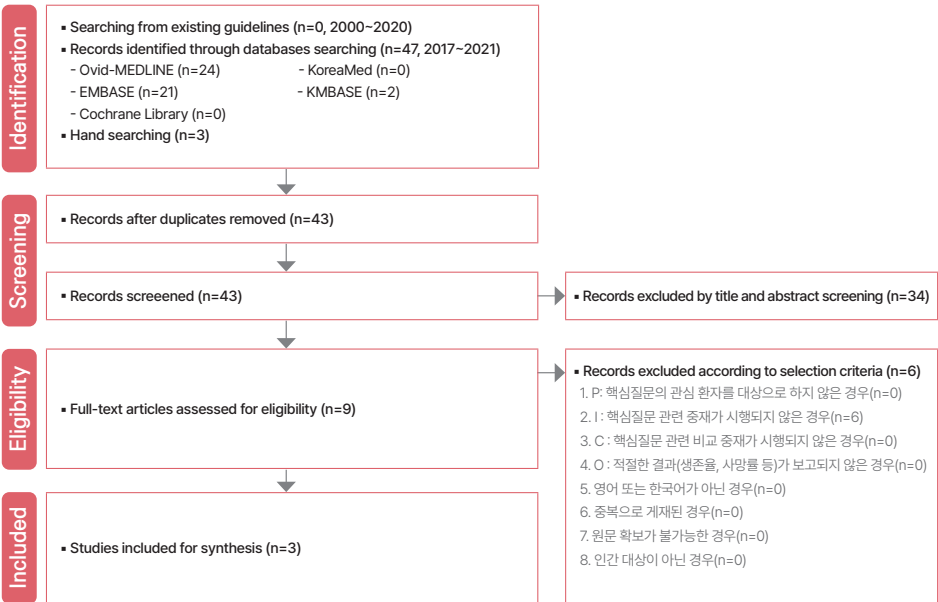 Identification
▪ Searching from existing guidelines (n=0, 2000~2020)
▪ Records identified through databases searching (n=47, 2017~2021)
- Ovid-MEDLINE (n=24) - KoreaMed (n=0)
- EMBASE (n=21) - KMBASE (n=2)
- Cochrane Library (n=0)
▪ Hand searching (n=3)
Screening
▪ Records after duplicates removed (n=43)
▪ Records screeened (n=43)
▪ Records excluded by title and abstract screening (n=34)
Eligibility
▪ Full-text articles assessed for eligibility (n=9)
▪ Records excluded according to selection criteria (n=6)
1. P: 핵심질문의 관심 환자를 대상으로 하지 않은 경우(n=0)
2. I : 핵심질문 관련 중재가 시행되지 않은 경우(n=6)
3. C : 핵심질문 관련 비교 중재가 시행되지 않은 경우(n=0)
4. O : 적절한 결과(생존율, 사망률 등)가 보고되지 않은 경우(n=0)
5. 영어 또는 한국어가 아닌 경우(n=0)
6. 중복으로 게재된 경우(n=0)
7. 원문 확보가 불가능한 경우(n=0)
8. 인간 대상이 아닌 경우(n=0)
Included
▪ Studies included for synthesis (n=3)